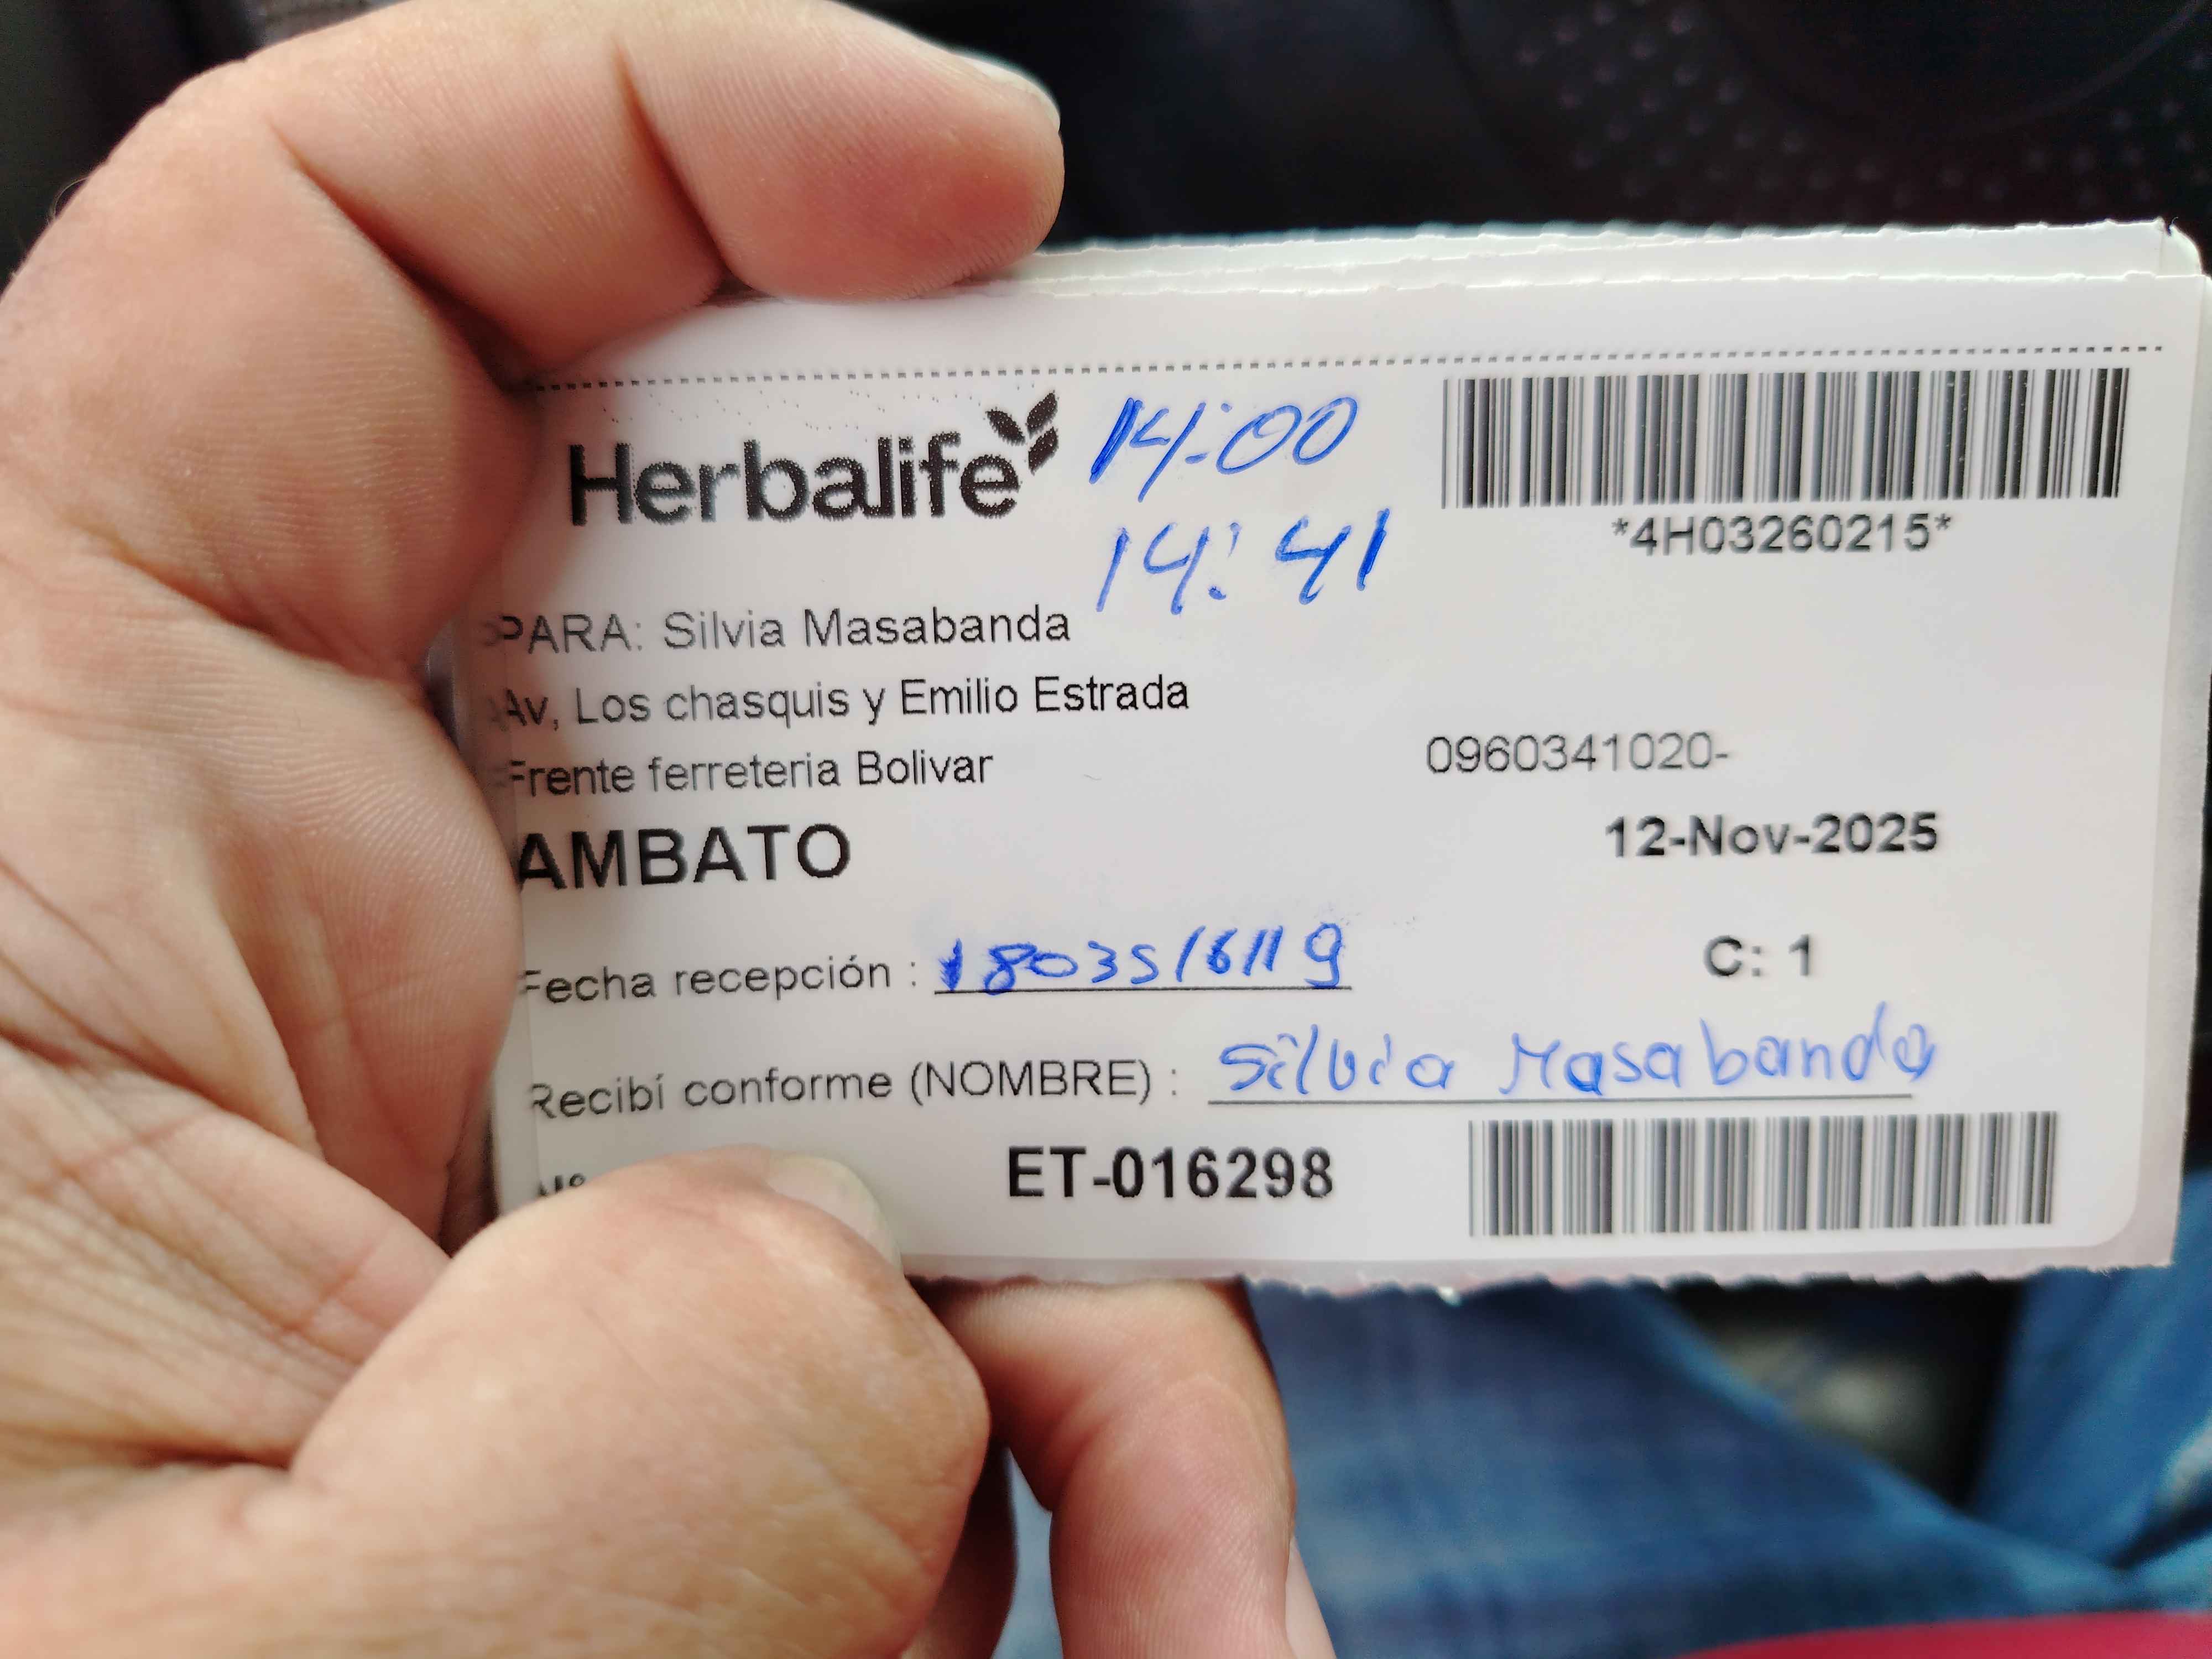 Herbalife
14:00
14:41
*4H03260215*
PARA: Silvia Masabanda
Av, Los chasquis y Emilio Estrada
Frente ferreteria Bolivar
0960341020-
AMBATO
12-Nov-2025
Fecha recepción : 1803516119
C: 1
Recibí conforme (NOMBRE) : Silvia Masabanda
ET-016298